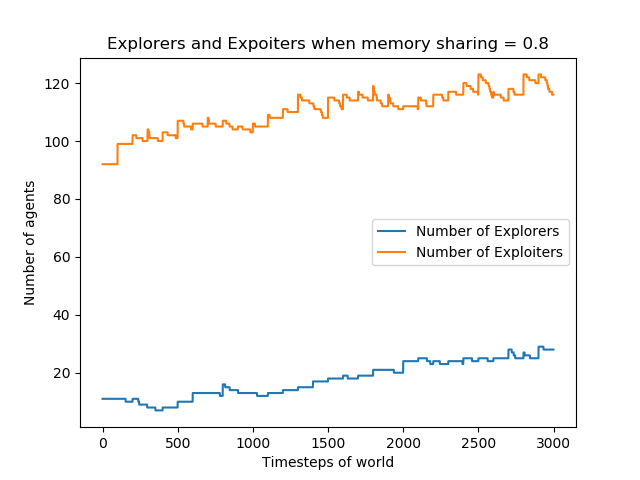 Explorers and Expoiters when memory sharing = 0.8
120
100
80
60
40
20
Number of agents
Number of Explorers
Number of Exploiters
0 500 1000 1500 2000 2500 3000
Timesteps of world